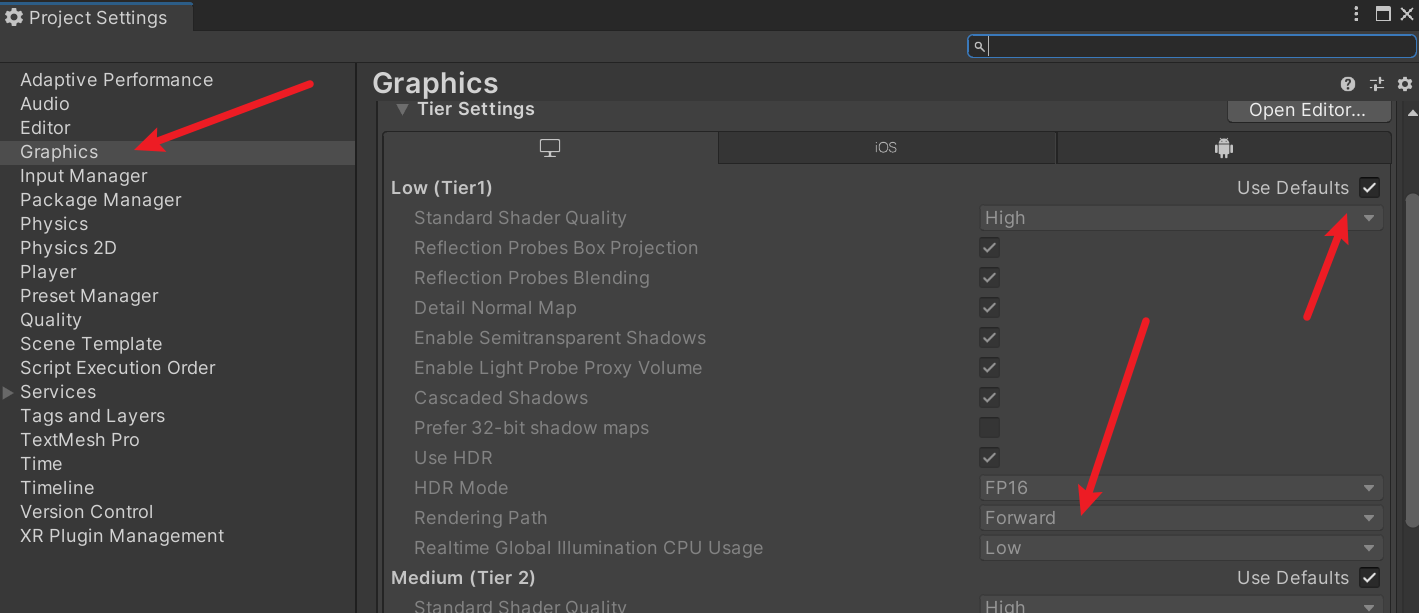 Project Settings
Adaptive Performance
Audio
Editor
Graphics
Input Manager
Package Manager
Physics
Physics 2D
Player
Preset Manager
Quality
Scene Template
Script Execution Order
Services
Tags and Layers
TextMesh Pro
Time
Timeline
Version Control
XR Plugin Management
Graphics
Tier Settings Open Editor...
iOS
Low (Tier1) Use Defaults
Standard Shader Quality High
Reflection Probes Box Projection
Reflection Probes Blending
Detail Normal Map
Enable Semitransparent Shadows
Enable Light Probe Proxy Volume
Cascaded Shadows
Prefer 32-bit shadow maps
Use HDR
HDR Mode FP16
Rendering Path Forward
Realtime Global Illumination CPU Usage Low
Medium (Tier 2) Use Defaults
Standard Shader Quality High